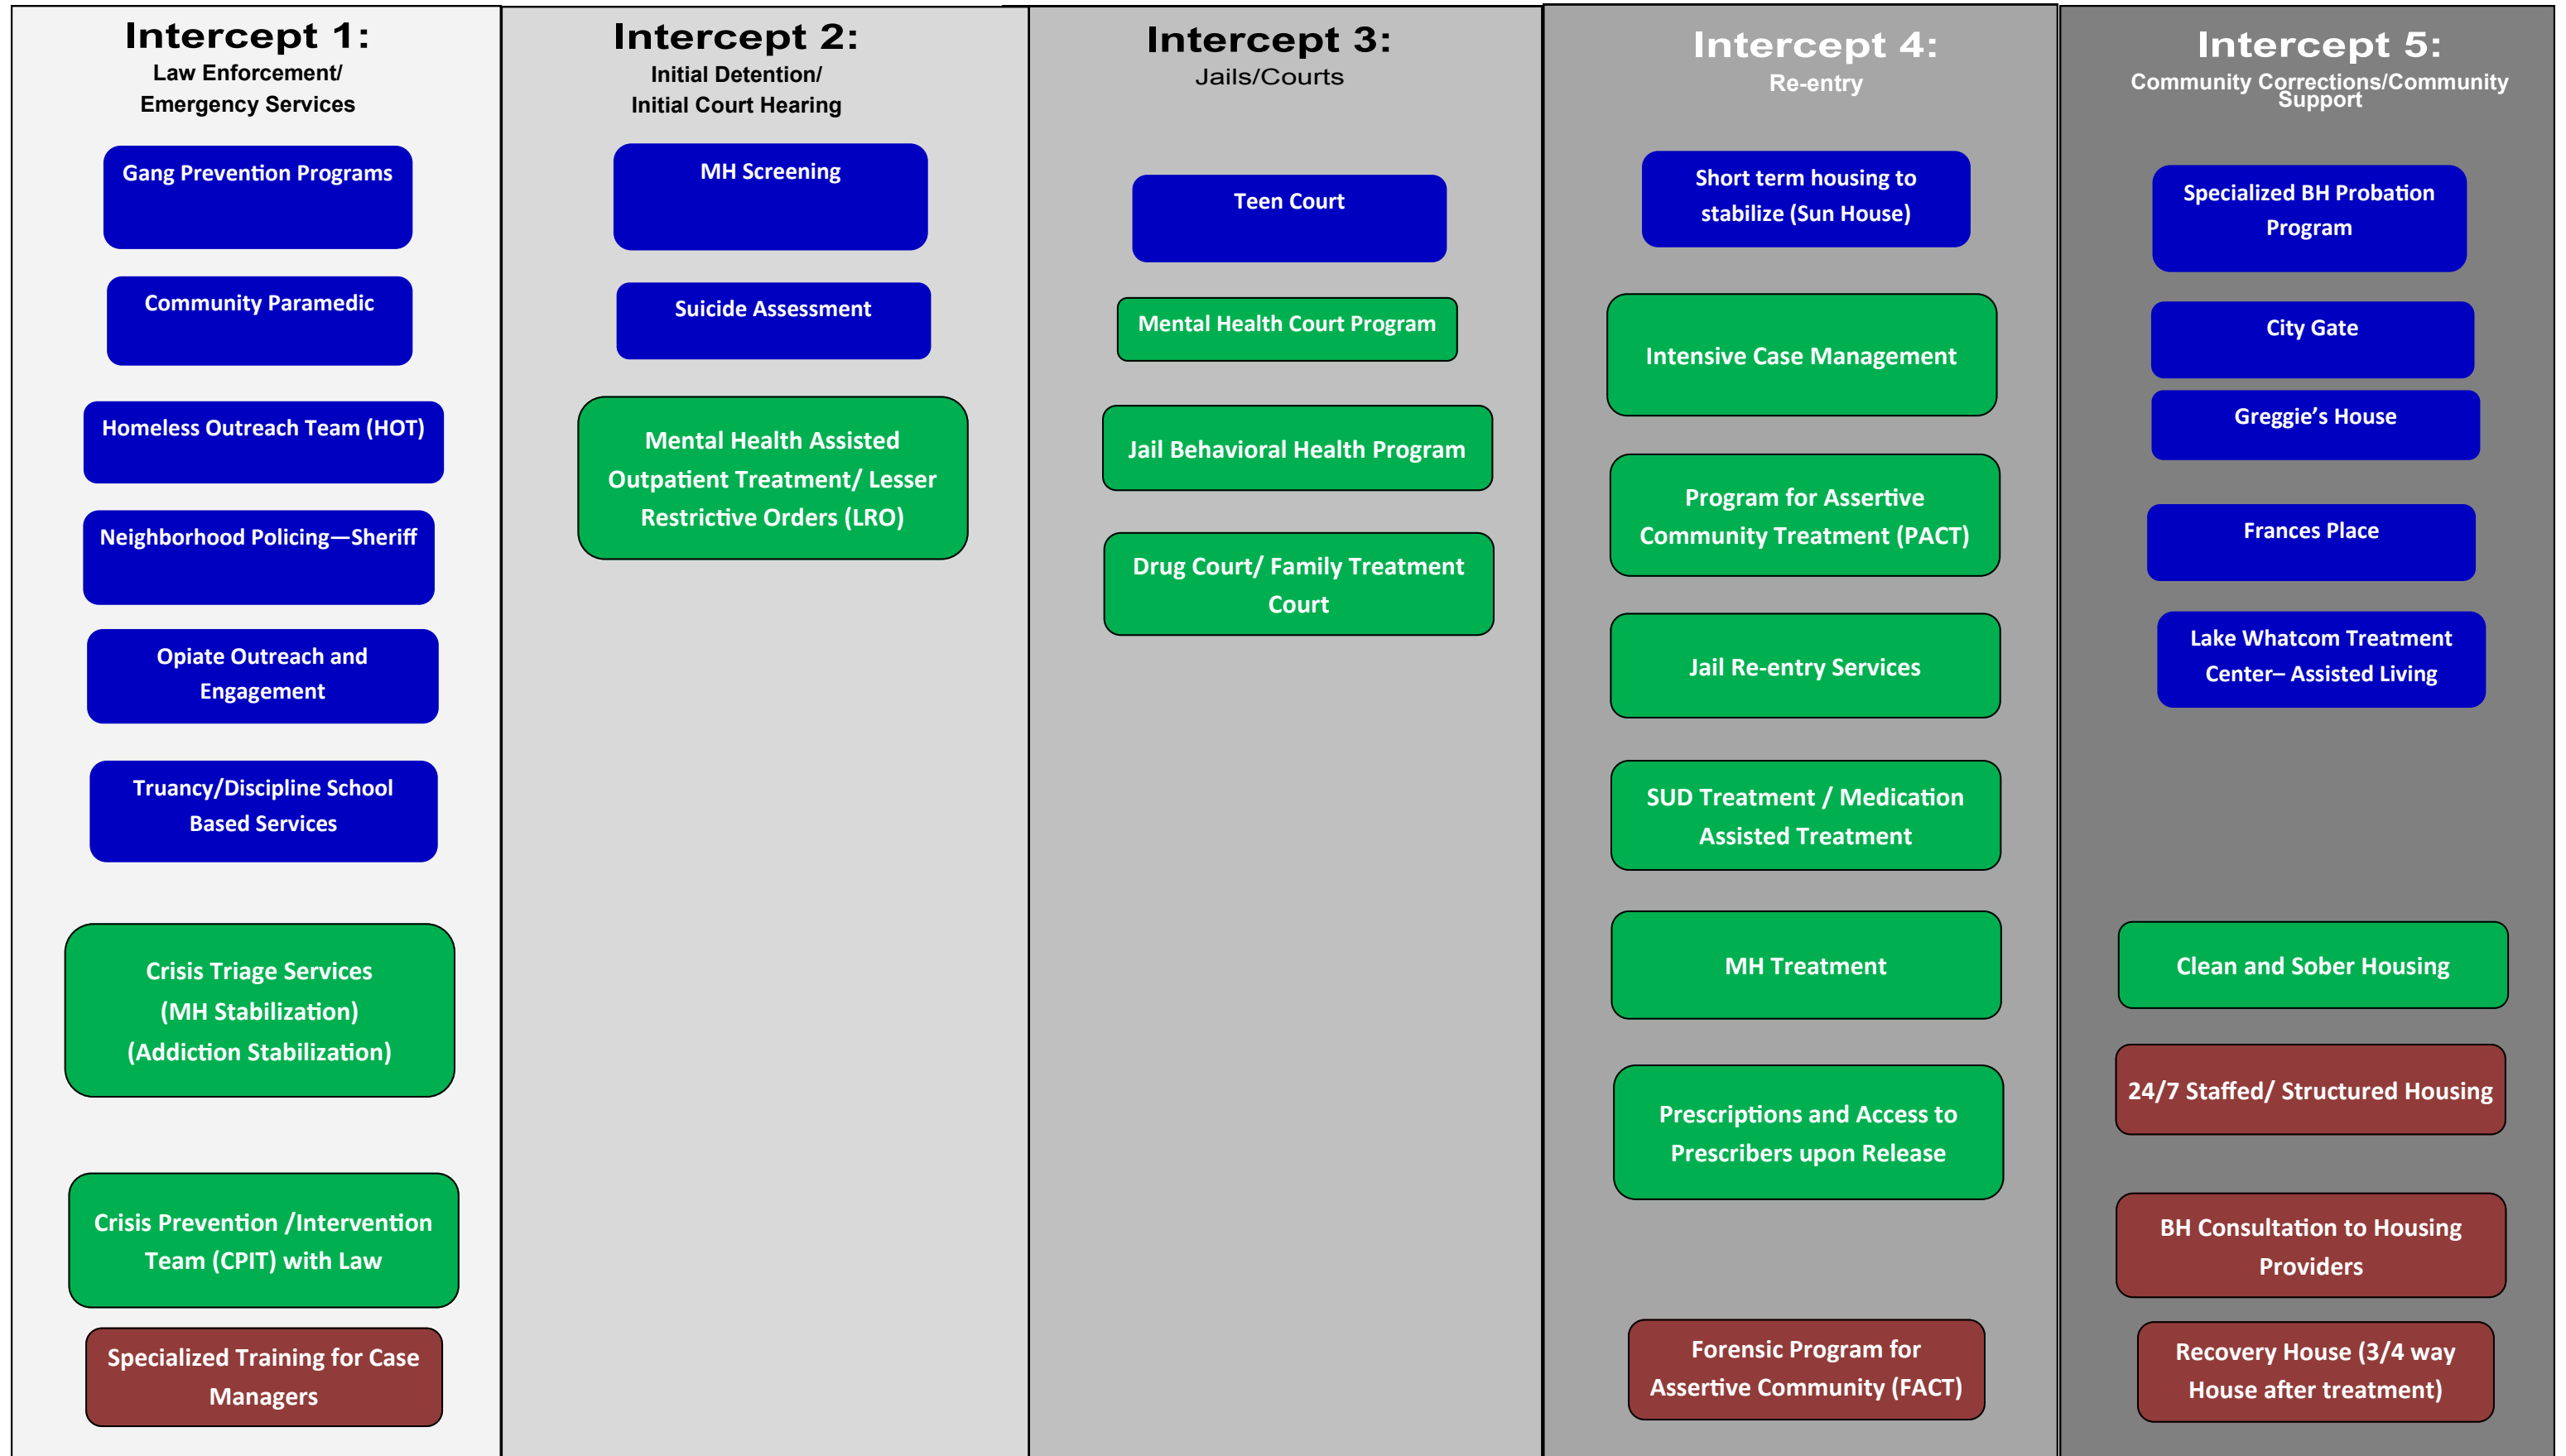 Intercept 1:
Law Enforcement/
Emergency Services
Gang Prevention Programs
Community Paramedic
Homeless Outreach Team (HOT)
Neighborhood Policing—Sheriff
Opiate Outreach and
Engagement
Truancy/Discipline School
Based Services
Crisis Triage Services
(MH Stabilization)
(Addiction Stabilization)
Crisis Prevention /Intervention
Team (CPIT) with Law
Specialized Training for Case
Managers
Intercept 2:
Initial Detention/
Initial Court Hearing
MH Screening
Suicide Assessment
Mental Health Assisted
Outpatient Treatment/ Lesser
Restrictive Orders (LRO)
Intercept 3:
Jails/Courts
Teen Court
Mental Health Court Program
Jail Behavioral Health Program
Drug Court/ Family Treatment
Court
Intercept 4:
Re-entry
Short term housing to
stabilize (Sun House)
Intensive Case Management
Program for Assertive
Community Treatment (PACT)
Jail Re-entry Services
SUD Treatment / Medication
Assisted Treatment
MH Treatment
Prescriptions and Access to
Prescribers upon Release
Forensic Program for
Assertive Community (FACT)
Intercept 5:
Community Corrections/Community
Support
Specialized BH Probation
Program
City Gate
Greggie’s House
Frances Place
Lake Whatcom Treatment
Center– Assisted Living
Clean and Sober Housing
24/7 Staffed/ Structured Housing
BH Consultation to Housing
Providers
Recovery House (3/4 way
House after treatment)